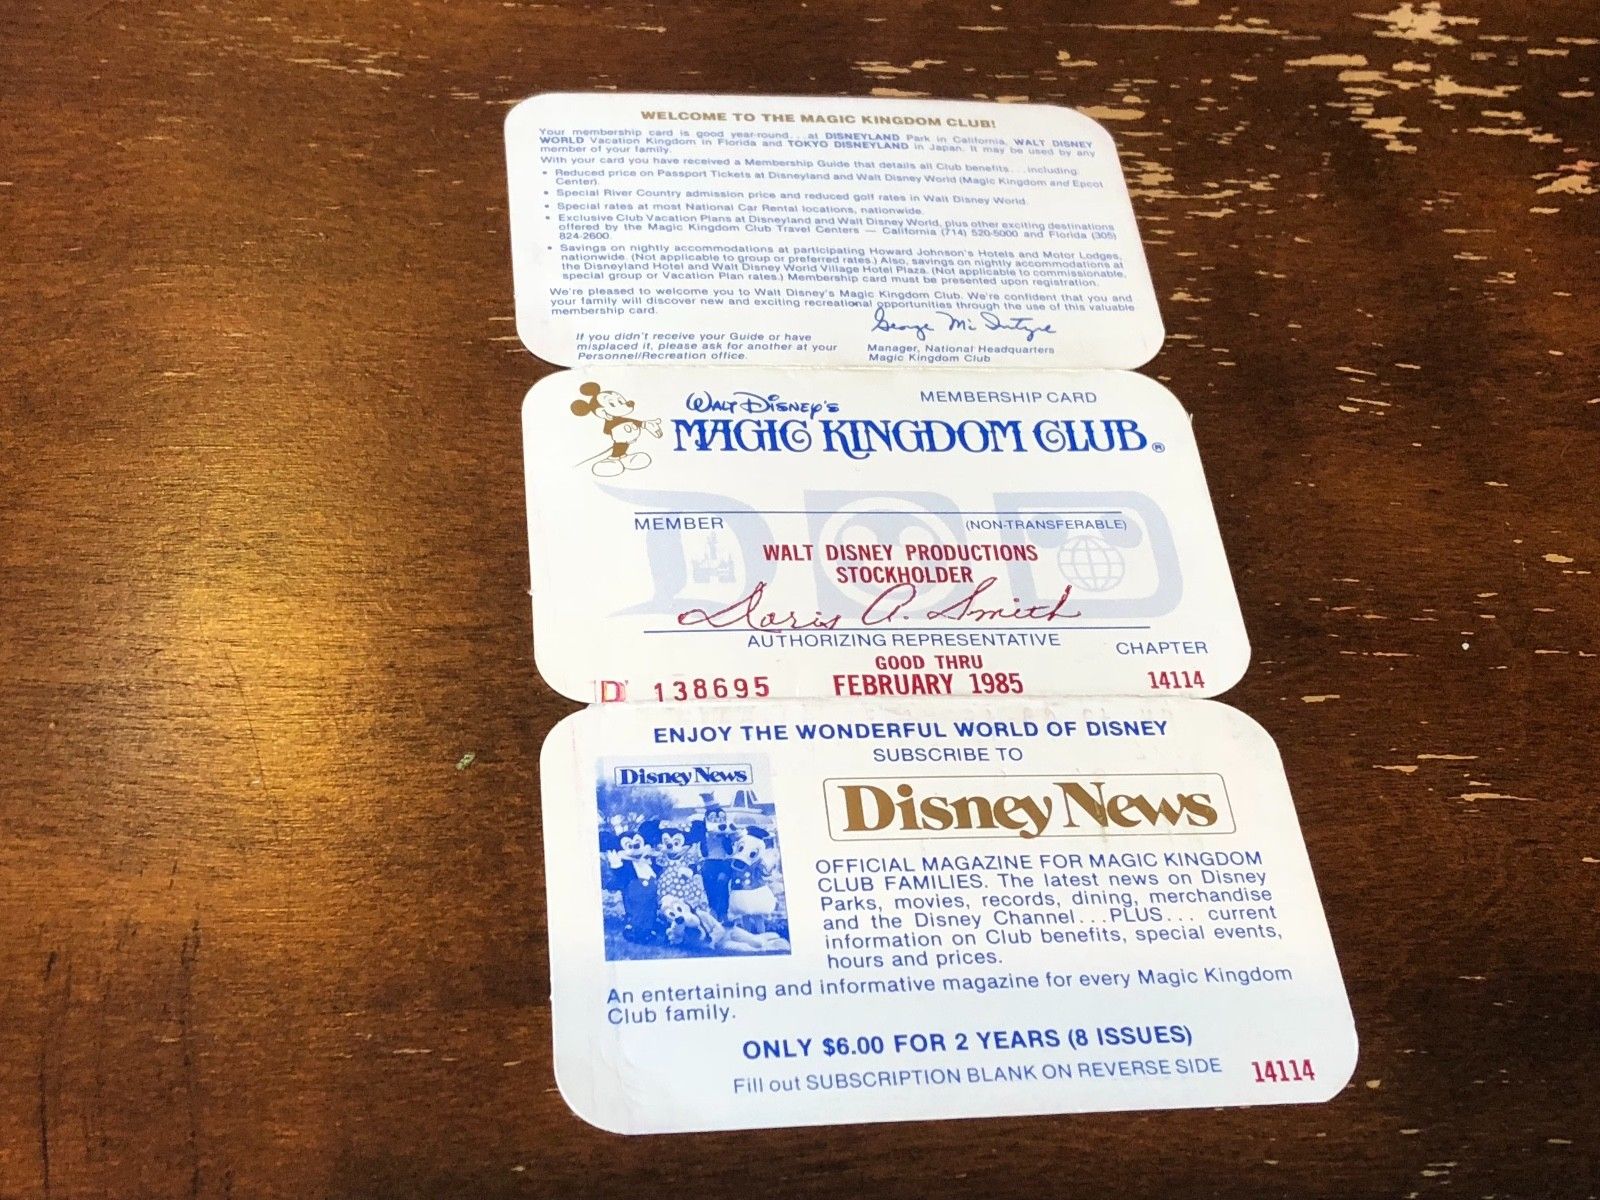 WELCOME TO THE MAGIC KINGDOM CLUB!
Your membership card is good year-round...at DISNEYLAND Park in California, WALT DISNEY
WORLD Vacation Kingdom in Florida and TOKYO DISNEYLAND in Japan. It may be used by any
member of your family.
With your card you have received a Membership Guide that details all Club benefits...including:
• Reduced price on Passport Tickets at Disneyland and Walt Disney World (Magic Kingdom and Epcot
Center).
• Special River Country admission price and reduced golf rates in Walt Disney World.
• Special rates at most National Car Rental locations, nationwide.
• Exclusive Club Vacation Plans at Disneyland and Walt Disney World, plus other exciting destinations
offered by the Magic Kingdom Club Travel Centers — California (714) 520-5000 and Florida (305)
824-2600.
• Savings on nightly accommodations at participating Howard Johnson's Hotels and Motor Lodges,
nationwide. (Not applicable to group or preferred rates.) Also, savings on nightly accommodations at
the Disneyland Hotel and Walt Disney World Village Hotel Plaza. (Not applicable to commissionable,
special group or Vacation Plan rates.) Membership card must be presented upon registration.
We're pleased to welcome you to Walt Disney's Magic Kingdom Club. We're confident that you and
your family will discover new and exciting recreational opportunities through the use of this valuable
membership card.
George McIntyre
If you didn't receive your Guide or have
misplaced it, please ask for another at your
Personnel/Recreation office.
Manager, National Headquarters
Magic Kingdom Club
WALT DISNEY'S
MEMBERSHIP CARD
MAGIC KINGDOM CLUB®
MEMBER
(NON-TRANSFERABLE)
WALT DISNEY PRODUCTIONS
STOCKHOLDER
Doris A. Smith
AUTHORIZING REPRESENTATIVE
CHAPTER
GOOD THRU
D 138695
FEBRUARY 1985
14114
ENJOY THE WONDERFUL WORLD OF DISNEY
SUBSCRIBE TO
Disney News
Disney News
OFFICIAL MAGAZINE FOR MAGIC KINGDOM
CLUB FAMILIES. The latest news on Disney
Parks, movies, records, dining, merchandise
and the Disney Channel...PLUS... current
information on Club benefits, special events,
hours and prices.
An entertaining and informative magazine for every Magic Kingdom
Club family.
ONLY $6.00 FOR 2 YEARS (8 ISSUES)
Fill out SUBSCRIPTION BLANK ON REVERSE SIDE
14114